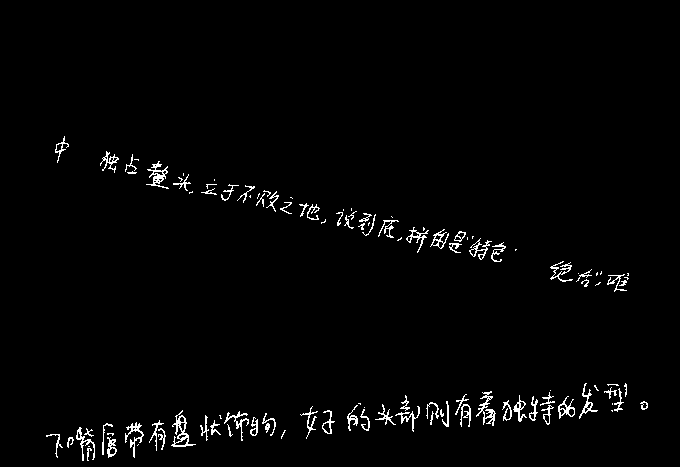 中 独占鳌头,立于不败之地,说到底,拼的是“特色”
绝后”;唯
下嘴唇带有盘状饰物,女子的头部则有着独特的发型。